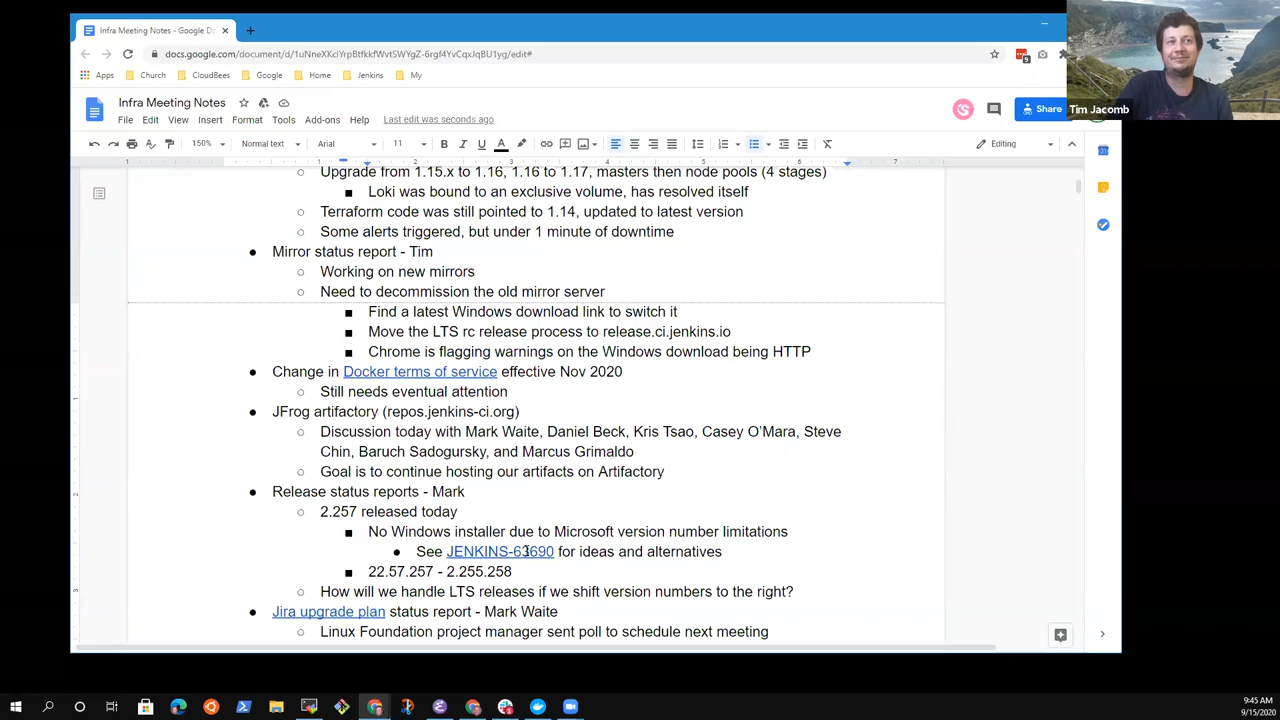 Infra Meeting Notes - Google Do
docs.google.com/document/d/1uNneXKclYrpBtfkkfWvtSWYgZ-6rgf4YvCqxJqBU1yg/edit#
Apps
Church
CloudBees
Google
Home
Jenkins
My
Tim Jacomb
Infra Meeting Notes
Share
File Edit View Insert Format Tools Add-ons Help Last edit was seconds ago
150% Normal text Arial 11 B I U A Editing
1 1 2 3 4 5 6 7
Upgrade from 1.15.x to 1.16, 1.16 to 1.17, masters then node pools (4 stages)
Loki was bound to an exclusive volume, has resolved itself
Terraform code was still pointed to 1.14, updated to latest version
Some alerts triggered, but under 1 minute of downtime
Mirror status report - Tim
Working on new mirrors
Need to decommission the old mirror server
Find a latest Windows download link to switch it
Move the LTS rc release process to release.ci.jenkins.io
Chrome is flagging warnings on the Windows download being HTTP
Change in Docker terms of service effective Nov 2020
Still needs eventual attention
JFrog artifactory (repos.jenkins-ci.org)
Discussion today with Mark Waite, Daniel Beck, Kris Tsao, Casey O'Mara, Steve
Chin, Baruch Sadogursky, and Marcus Grimaldo
Goal is to continue hosting our artifacts on Artifactory
Release status reports - Mark
2.257 released today
No Windows installer due to Microsoft version number limitations
See JENKINS-63690 for ideas and alternatives
22.57.257 - 2.255.258
How will we handle LTS releases if we shift version numbers to the right?
Jira upgrade plan status report - Mark Waite
Linux Foundation project manager sent poll to schedule next meeting
9:45 AM
9/15/2020